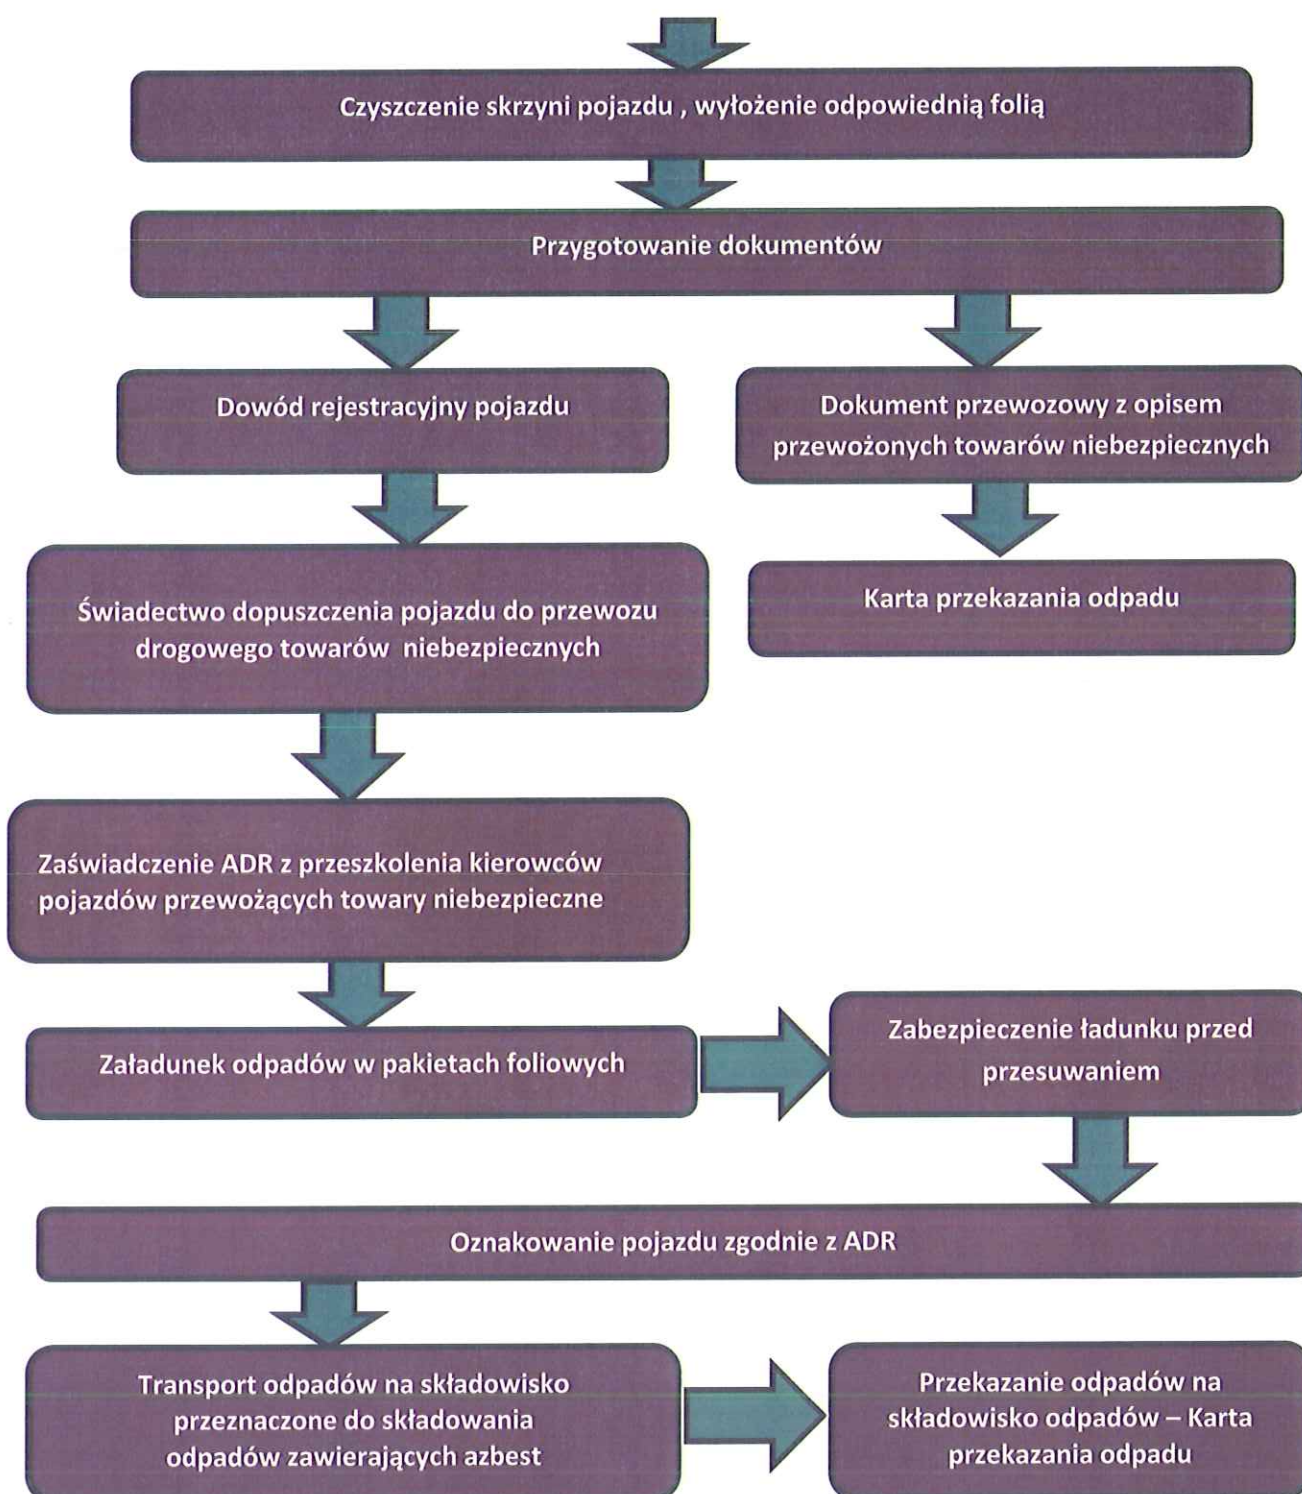 Czyszczenie skrzyni pojazdu , wyłożenie odpowiednią folią
Przygotowanie dokumentów
Dowód rejestracyjny pojazdu
Dokument przewozowy z opisem
przewożonych towarów niebezpiecznych
Świadectwo dopuszczenia pojazdu do przewozu
drogowego towarów niebezpiecznych
Karta przekazania odpadu
Zaświadczenie ADR z przeszkolenia kierowców
pojazdów przewożących towary niebezpieczne
Załadunek odpadów w pakietach foliowych
Zabezpieczenie ładunku przed
przesuwaniem
Oznakowanie pojazdu zgodnie z ADR
Transport odpadów na składowisko
przeznaczone do składowania
odpadów zawierających azbest
Przekazanie odpadów na
składowisko odpadów – Karta
przekazania odpadu